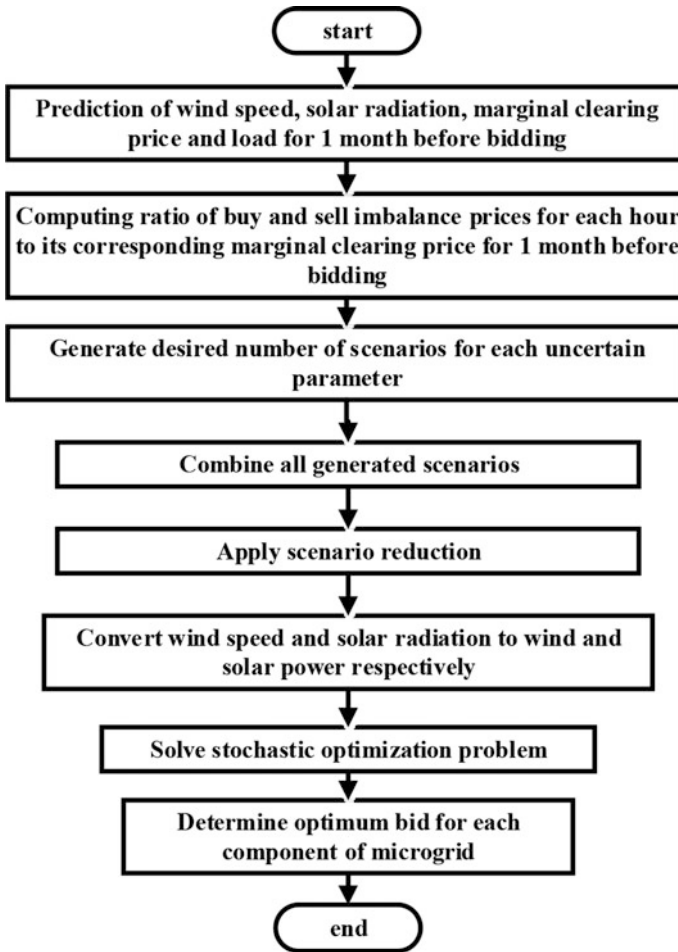 start
Prediction of wind speed, solar radiation, marginal clearing
price and load for 1 month before bidding
Computing ratio of buy and sell imbalance prices for each hour
to its corresponding marginal clearing price for 1 month before
bidding
Generate desired number of scenarios for each uncertain
parameter
Combine all generated scenarios
Apply scenario reduction
Convert wind speed and solar radiation to wind and
solar power respectively
Solve stochastic optimization problem
Determine optimum bid for each
component of microgrid
end